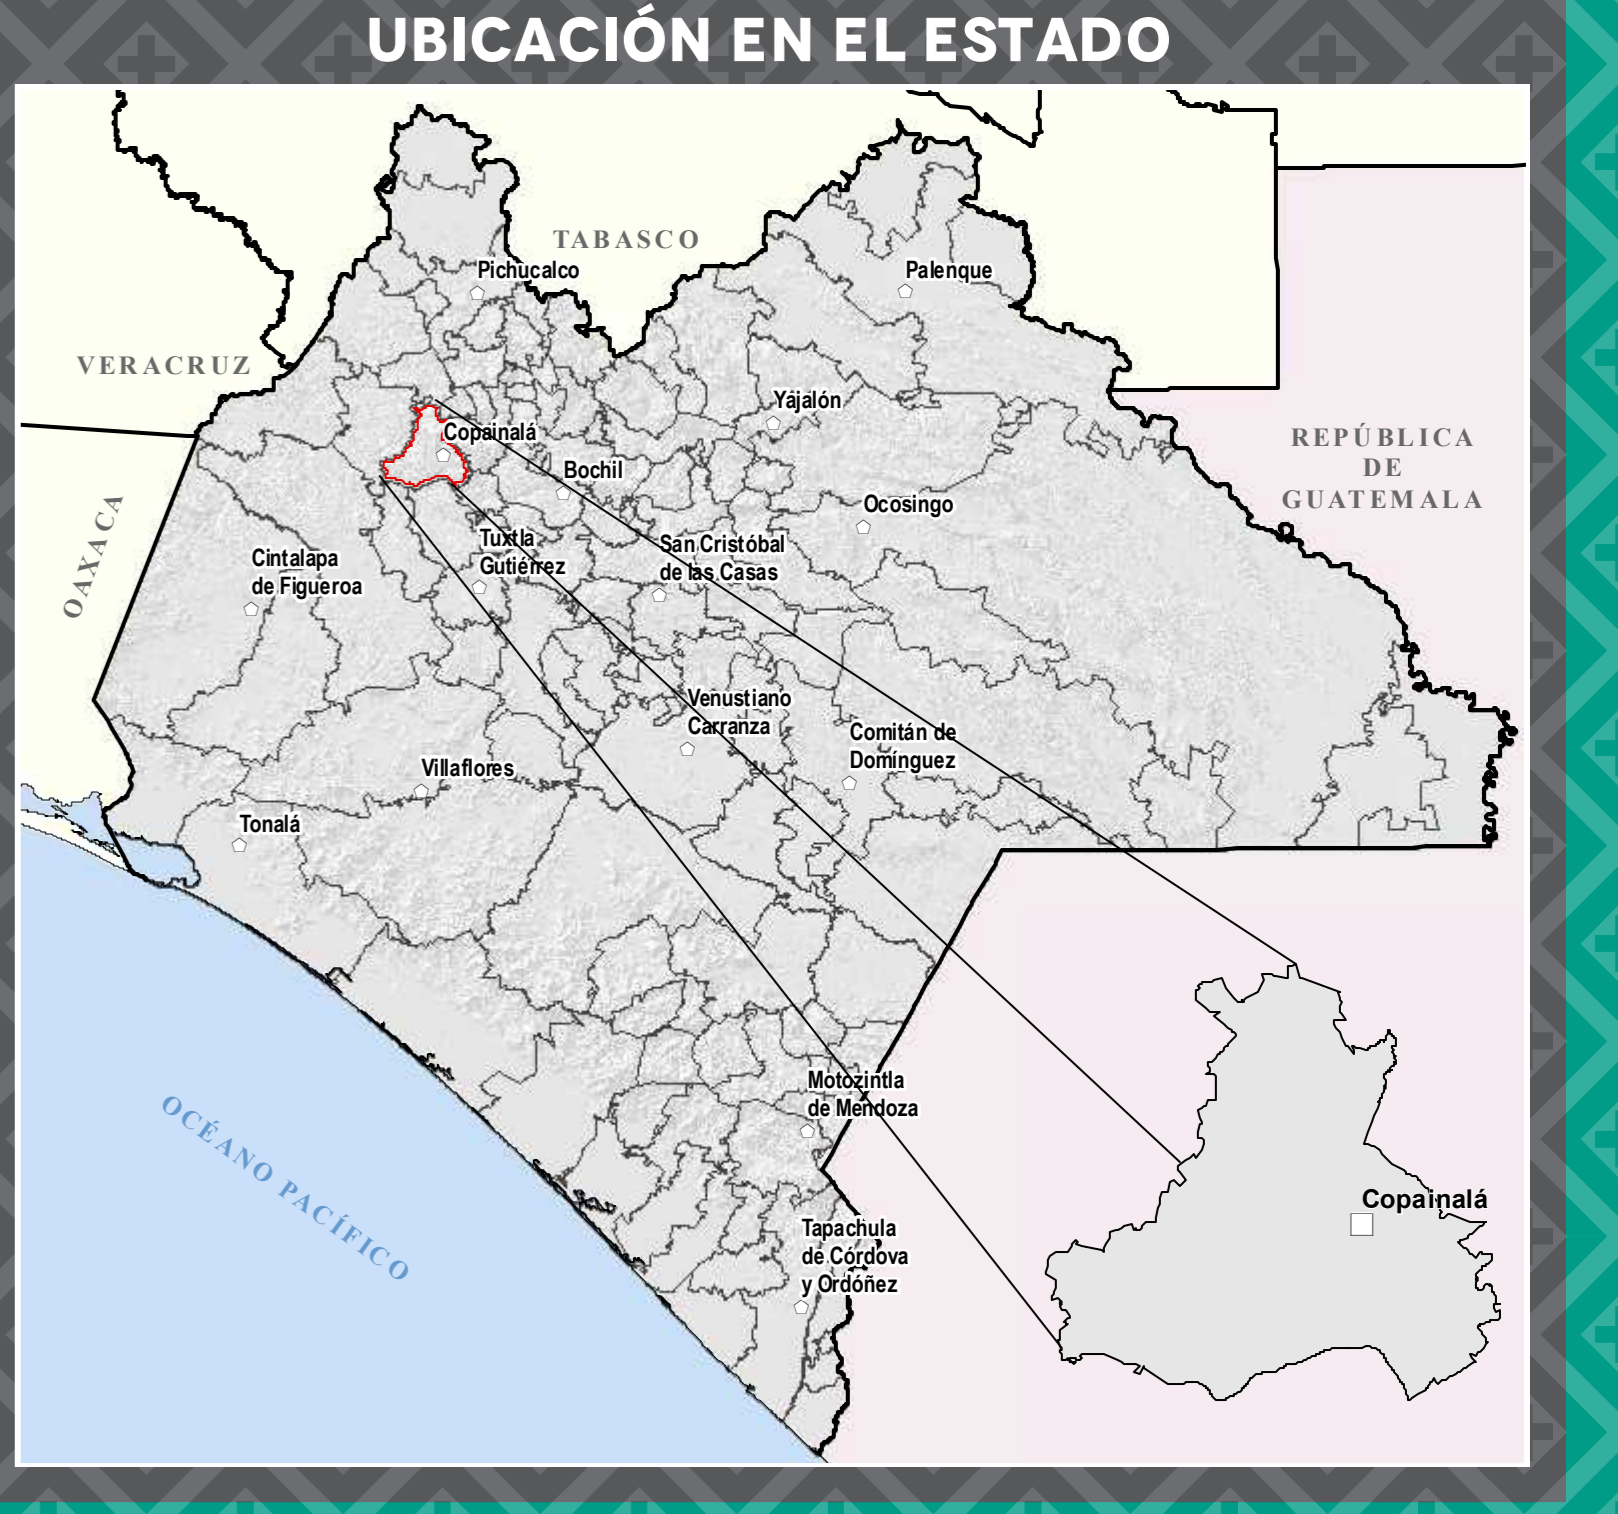 UBICACIÓN EN EL ESTADO
TABASCO
Pichucalco
Palenque
VERACRUZ
Yajalón
Copainalá
REPÚBLICA
DE
GUATEMALA
Bochil
Ocosingo
OAXACA
Tuxtla
Gutiérrez
San Cristóbal
de las Casas
Cintalapa
de Figueroa
Venustiano
Carranza
Comitán de
Domínguez
Villaflores
Tonalá
Motozintla
de Mendoza
OCÉANO PACÍFICO
Copainalá
Tapachula
de Córdova
y Ordóñez